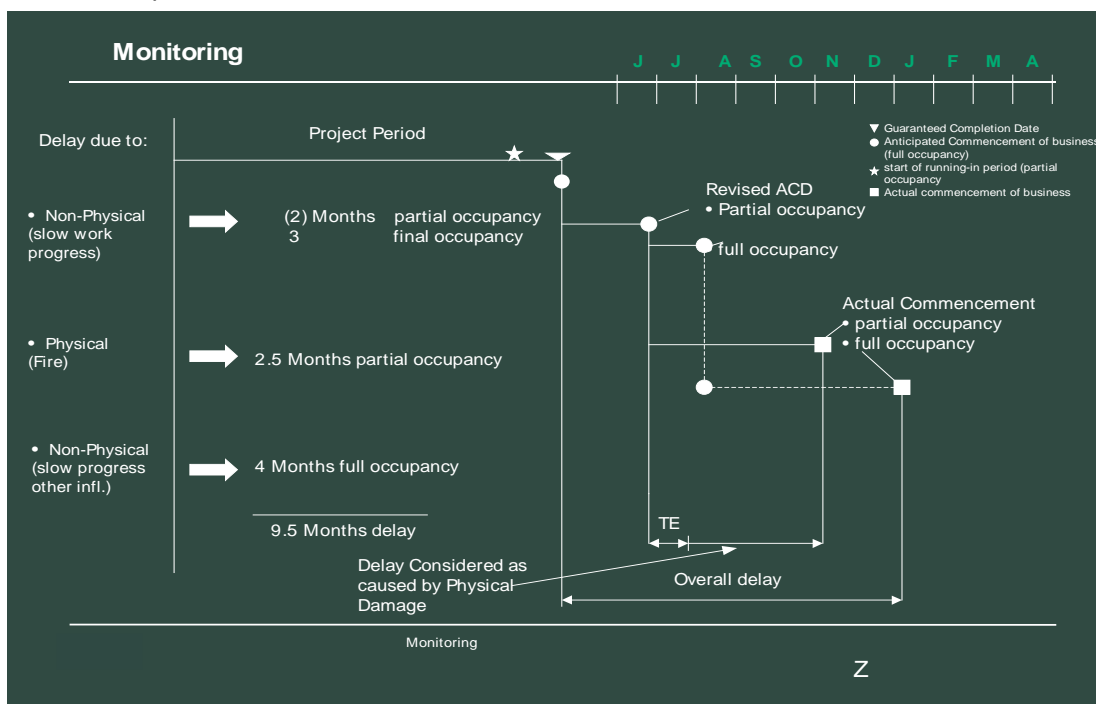 Monitoring
J J A S O N D J F M A
Delay due to:
Project Period
Guaranteed Completion Date
Anticipated Commencement of business
(full occupancy)
start of running-in period (partial
occupancy
Actual commencement of business
• Non-Physical
(slow work
progress)
(2) Months partial occupancy
3 final occupancy
Revised ACD
• Partial occupancy
full occupancy
Actual Commencement
• partial occupancy
• full occupancy
• Physical
(Fire)
2.5 Months partial occupancy
• Non-Physical
(slow progress
other infl.)
4 Months full occupancy
9.5 Months delay
TE
Delay Considered as
caused by Physical
Damage
Overall delay
Monitoring
Z